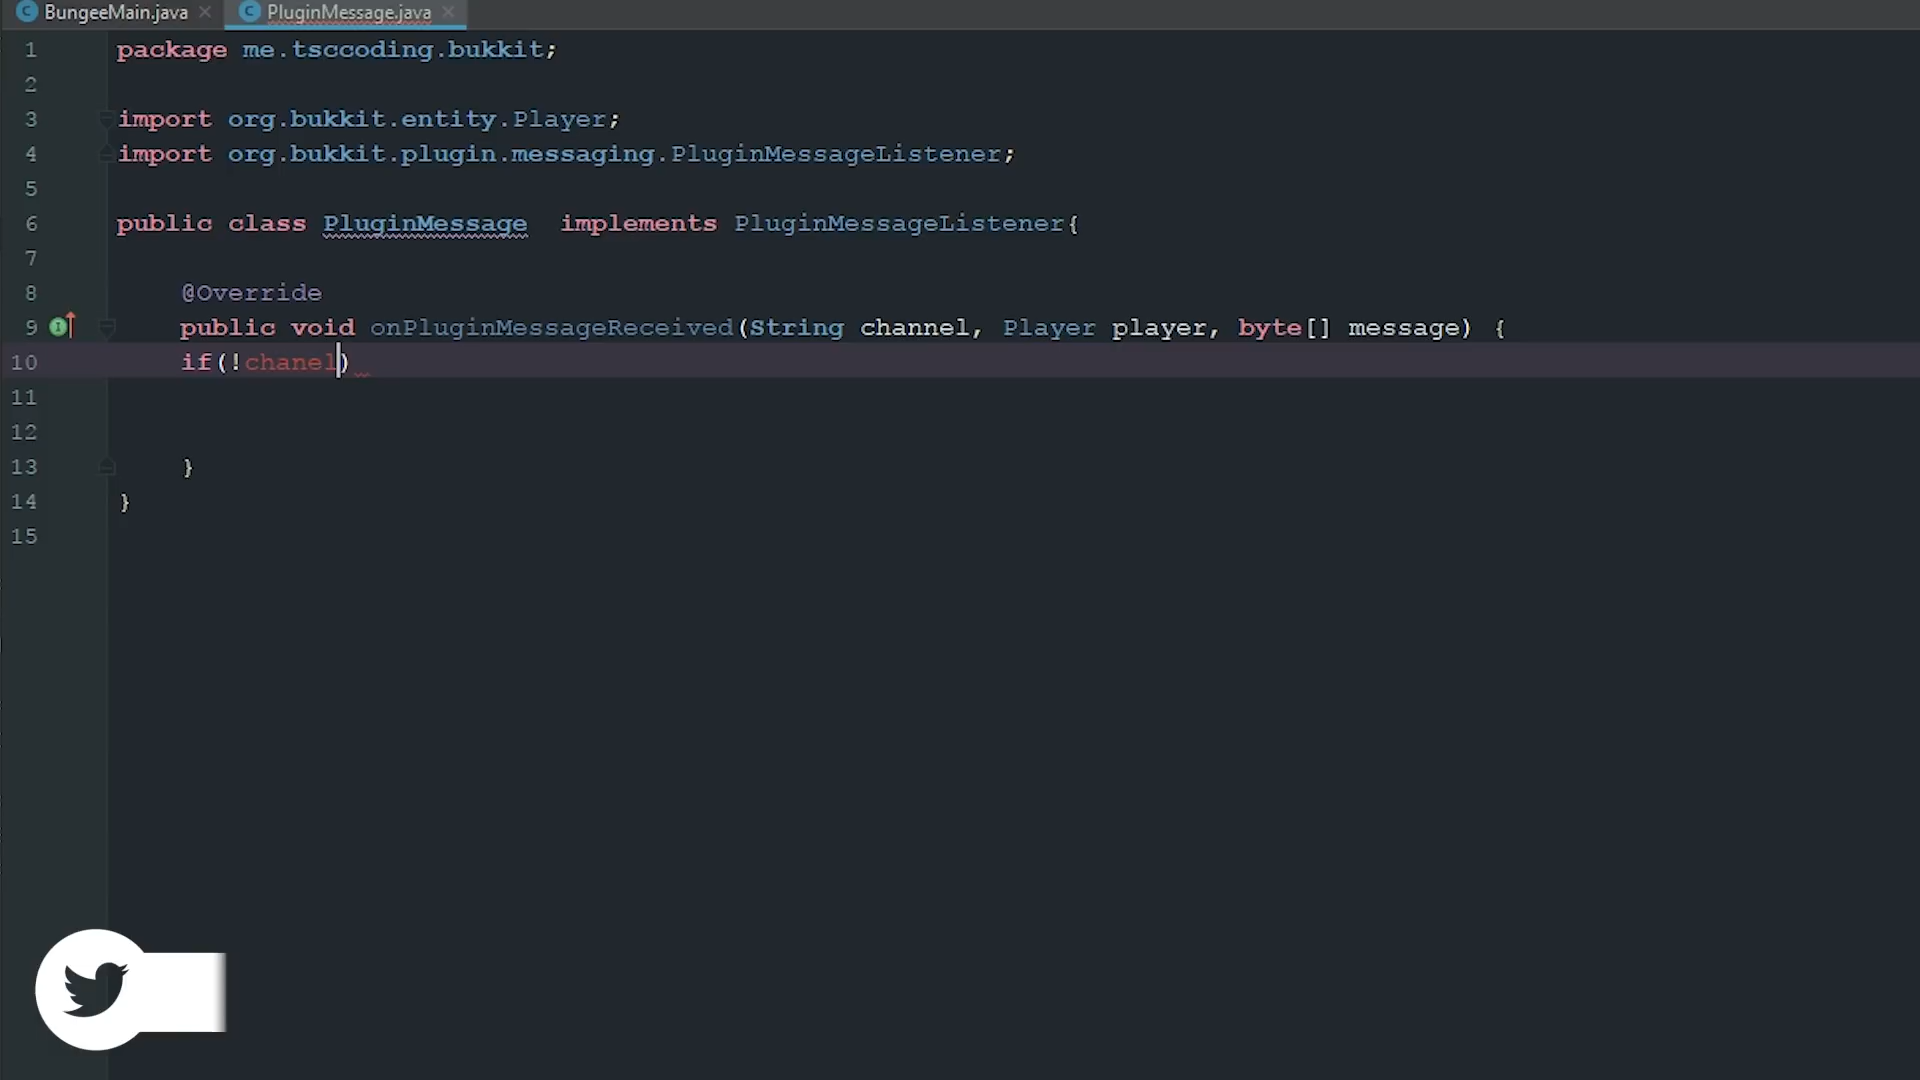 BungeeMain.java PluginMessage.java
1 package me.tsccoding.bukkit;
2
3 import org.bukkit.entity.Player;
4 import org.bukkit.plugin.messaging.PluginMessageListener;
5
6 public class PluginMessage  implements PluginMessageListener{
7
8 @Override
9 public void onPluginMessageReceived(String channel, Player player, byte[] message) {
10 if(!chanel)
11
12
13 }
14 }
15